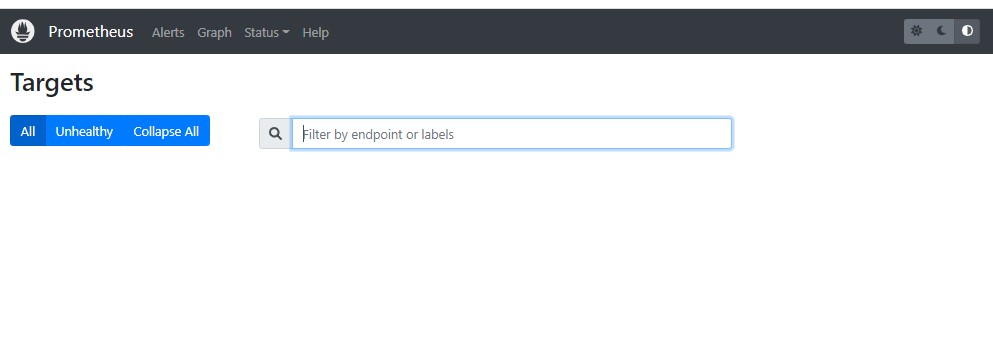 Prometheus Alerts Graph Status Help
Targets
All Unhealthy Collapse All
Filter by endpoint or labels